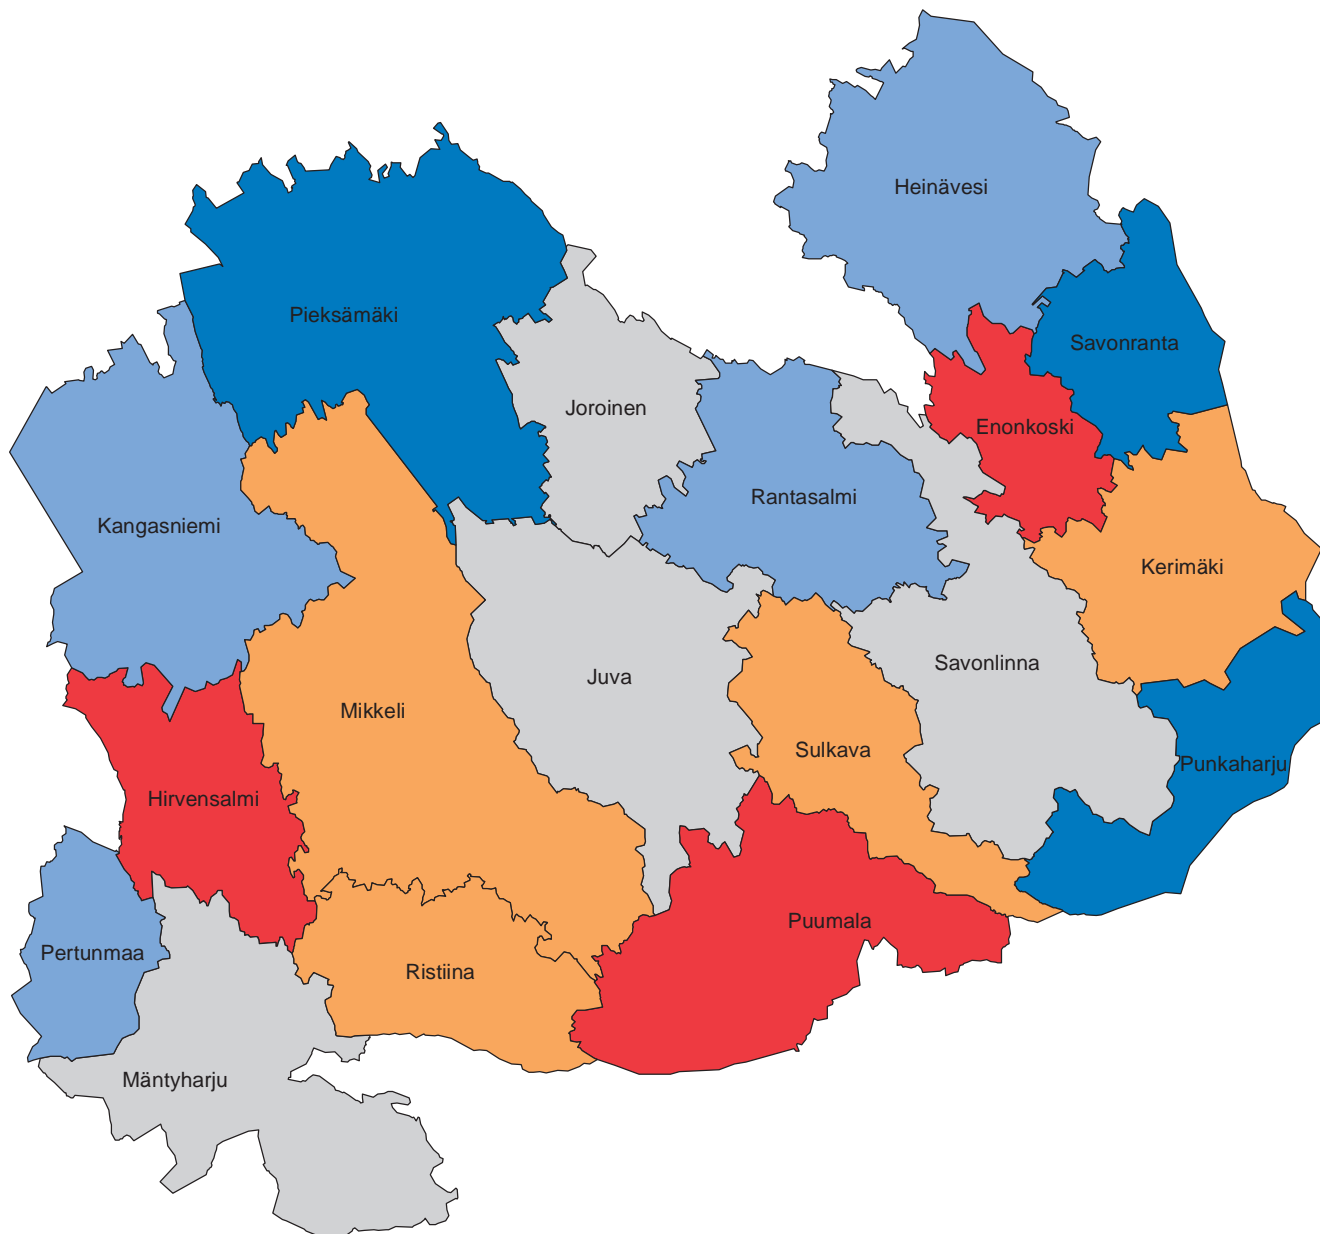 Heinävesi
Pieksämäki
Savonranta
Joroinen
Enonkoski
Rantasalmi
Kangasniemi
Kerimäki
Savonlinna
Juva
Mikkeli
Sulkava
Punkaharju
Hirvensalmi
Puumala
Pertunmaa
Ristiina
Mäntyharju